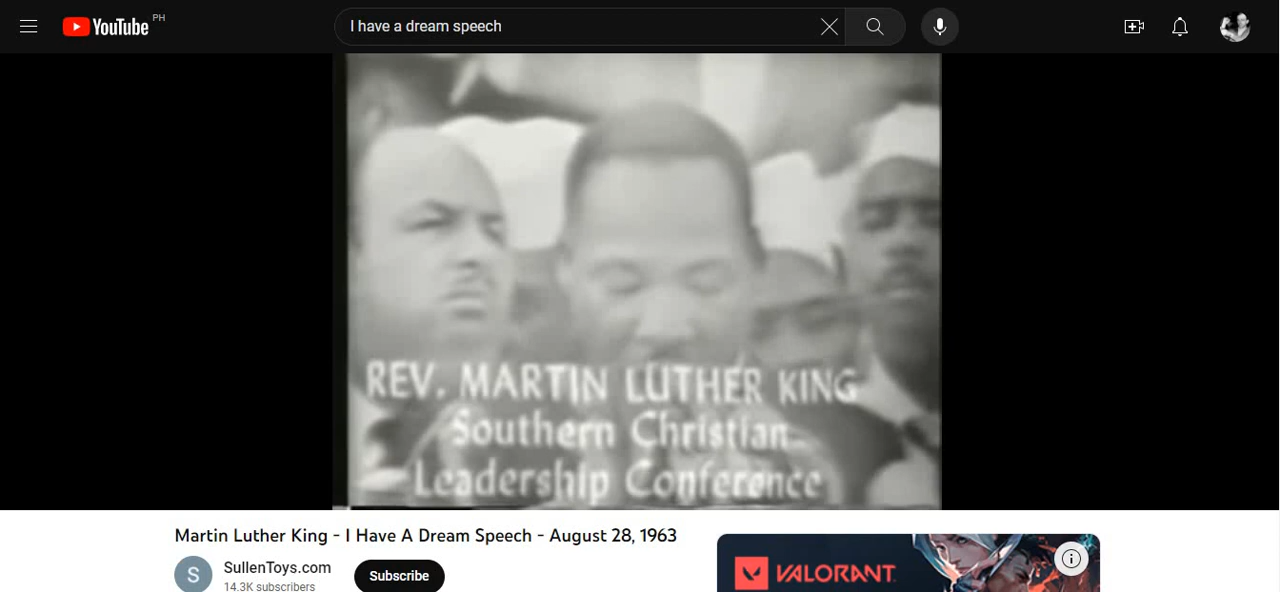 YouTube PH
I have a dream speech
REV. MARTIN LUTHER KING
Southern Christian
Leadership Conference
Martin Luther King - I Have A Dream Speech - August 28, 1963
S
SullenToys.com
14.3K subscribers
Subscribe
VALORANT